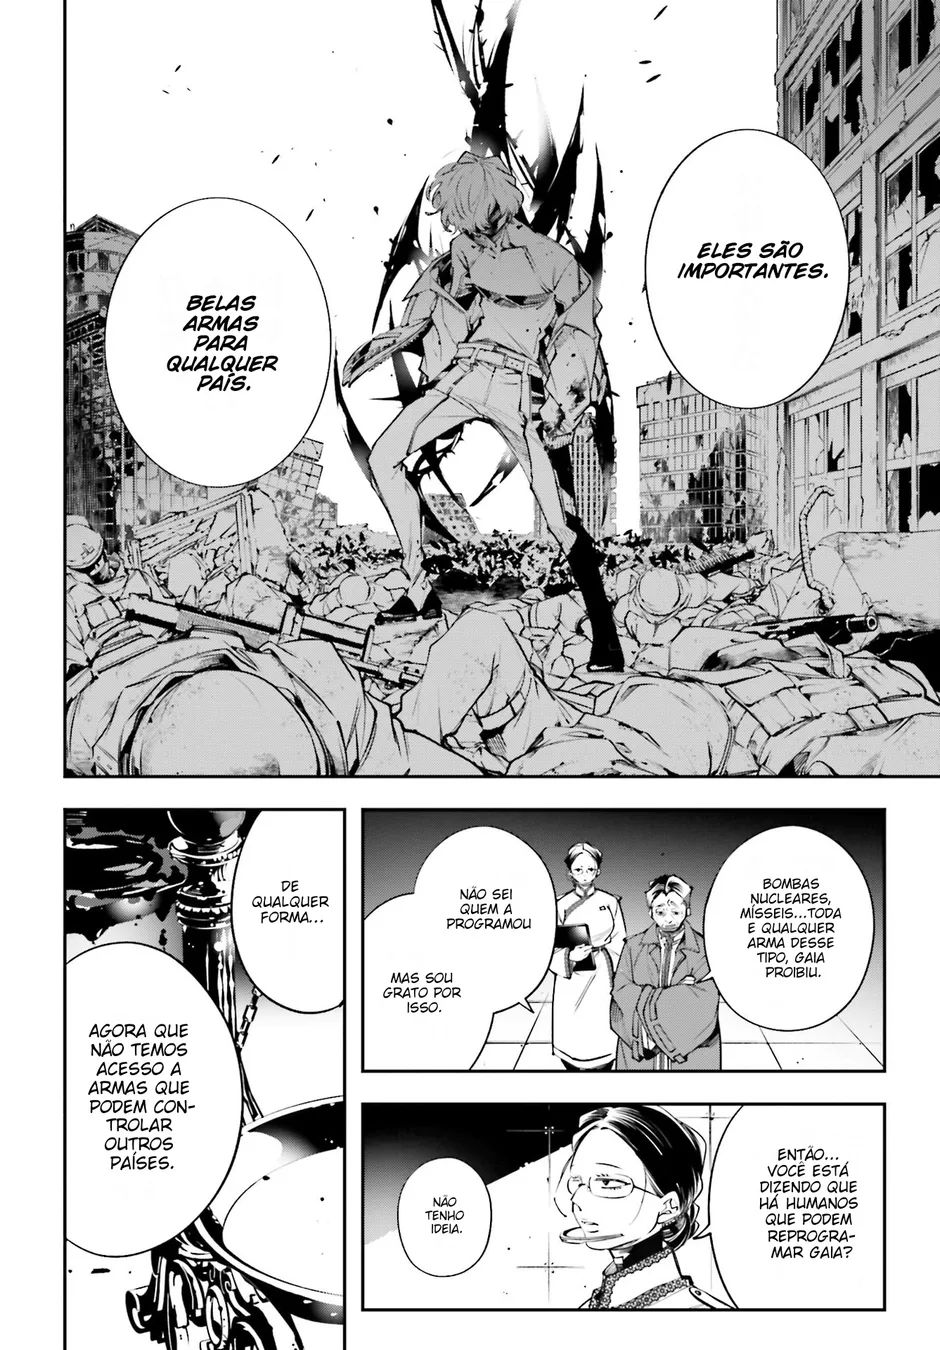 ELES SÃO
IMPORTANTES.
BELAS
ARMAS
PARA
QUALQUER
PAÍS.
BOMBAS
NUCLEARES,
MÍSSEIS...TODA
E QUALQUER
ARMA DESSE
TIPO, GAIA
PROIBIU.
NÃO SEI
QUEM A
PROGRAMOU
MAS SOU
GRATO POR
ISSO.
ENTÃO...
VOCÊ ESTÁ
DIZENDO QUE
HÁ HUMANOS
QUE PODEM
REPROGRA-
MAR GAIA?
NÃO
TENHO
IDEIA.
DE
QUALQUER
FORMA...
AGORA QUE
NÃO TEMOS
ACESSO A
ARMAS QUE
PODEM CON-
TROLAR
OUTROS
PAÍSES.